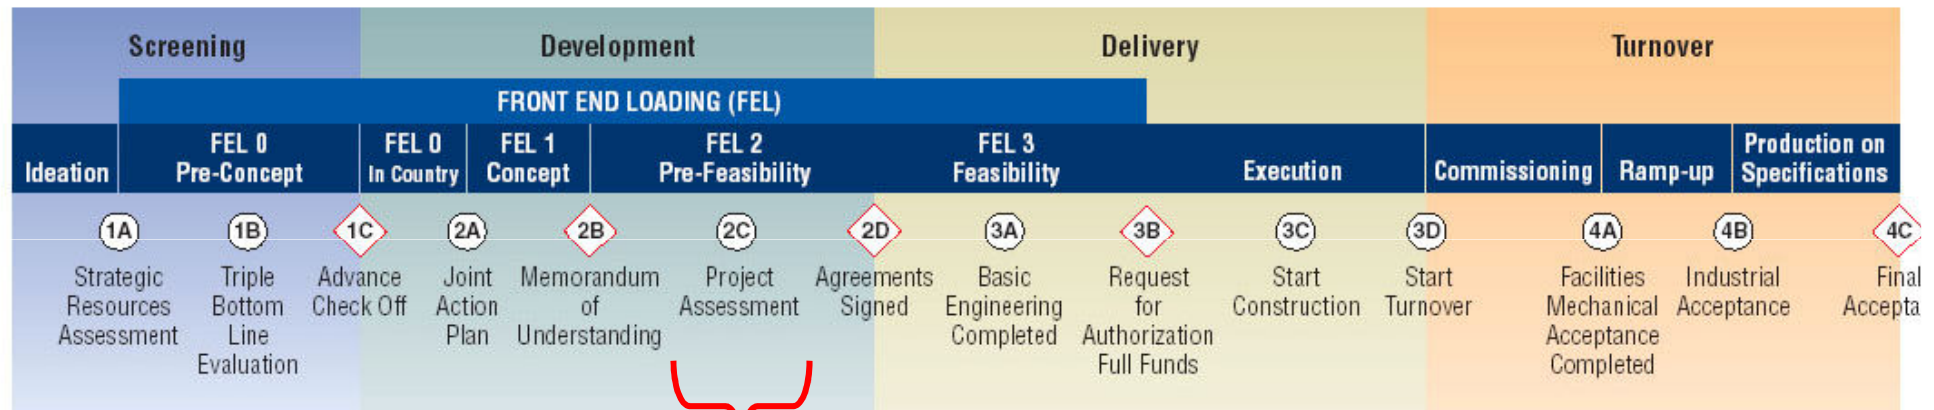 Screening
Development
Delivery
Turnover
FRONT END LOADING (FEL)
Ideation
FEL 0
Pre-Concept
FEL 0
In Country
FEL 1
Concept
FEL 2
Pre-Feasibility
FEL 3
Feasibility
Execution
Commissioning
Ramp-up
Production on
Specifications
1A
Strategic
Resources
Assessment
1B
Triple
Bottom
Line
Evaluation
1C
Advance
Check Off
2A
Joint
Action
Plan
2B
Memorandum
of
Understanding
2C
Project
Assessment
2D
Agreements
Signed
3A
Basic
Engineering
Completed
3B
Request
for
Authorization
Full Funds
3C
Start
Construction
3D
Start
Turnover
4A
Facilities
Mechanical
Acceptance
Completed
4B
Industrial
Acceptance
4C
Final
Accepta